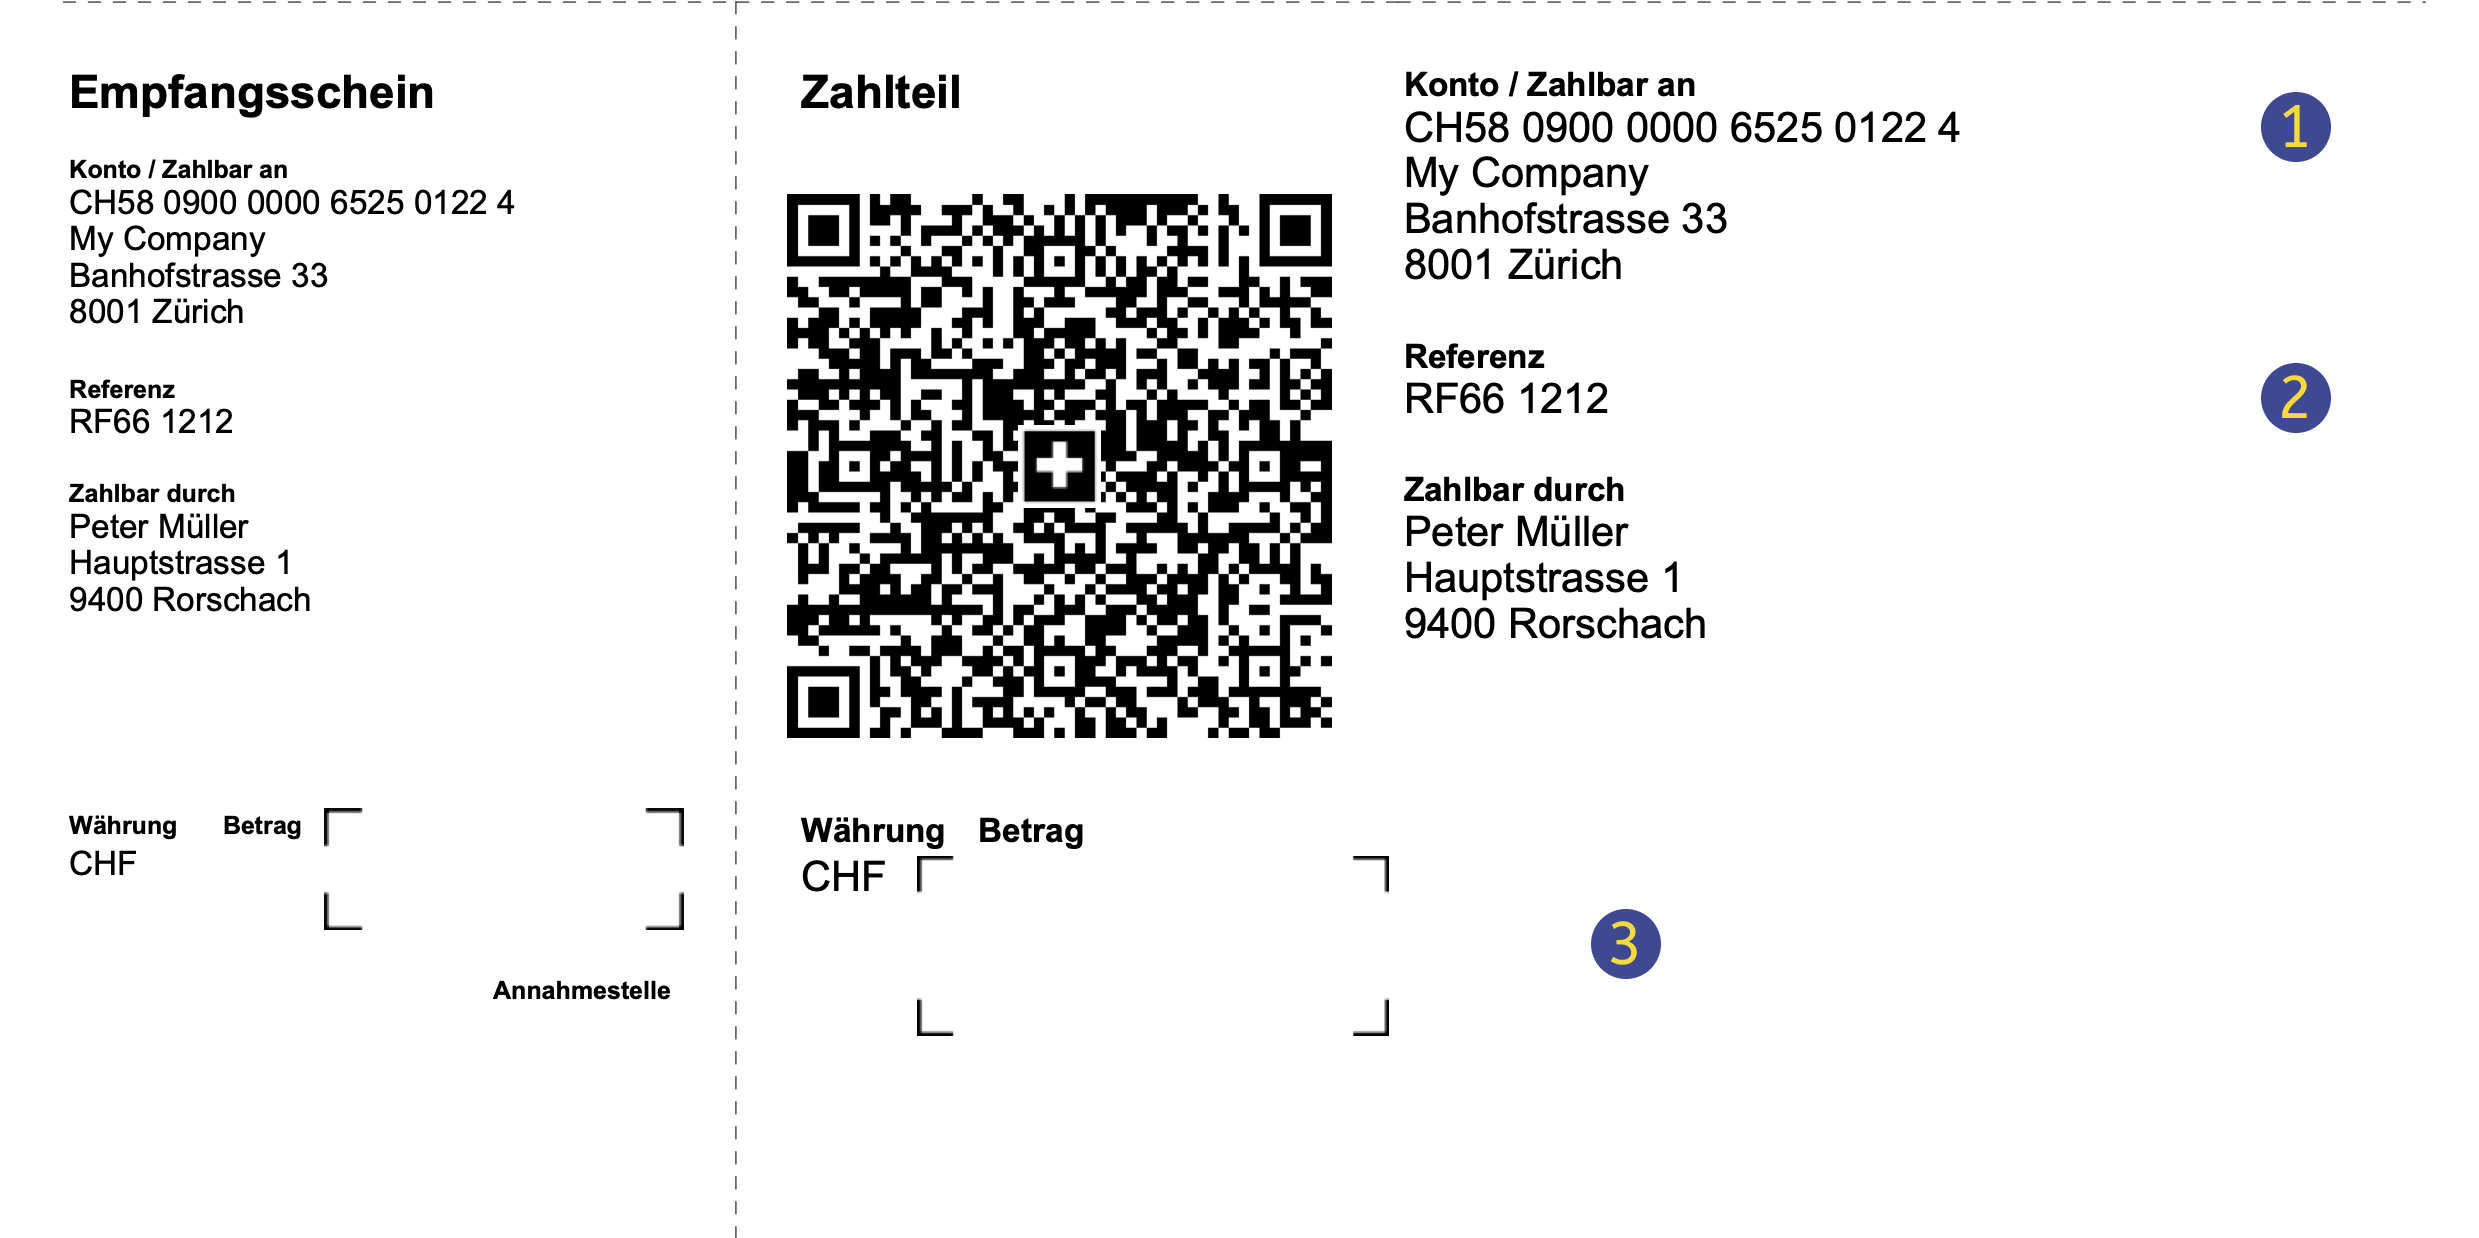 Empfangsschein
Konto / Zahlbar an
CH58 0900 0000 6525 0122 4
My Company
Banhofstrasse 33
8001 Zürich
Referenz
RF66 1212
Zahlbar durch
Peter Müller
Hauptstrasse 1
9400 Rorschach
Währung Betrag
CHF
Annahmestelle
Zahlteil
Währung Betrag
CHF
3
Konto / Zahlbar an
CH58 0900 0000 6525 0122 4
1
My Company
Banhofstrasse 33
8001 Zürich
Referenz
RF66 1212
2
Zahlbar durch
Peter Müller
Hauptstrasse 1
9400 Rorschach